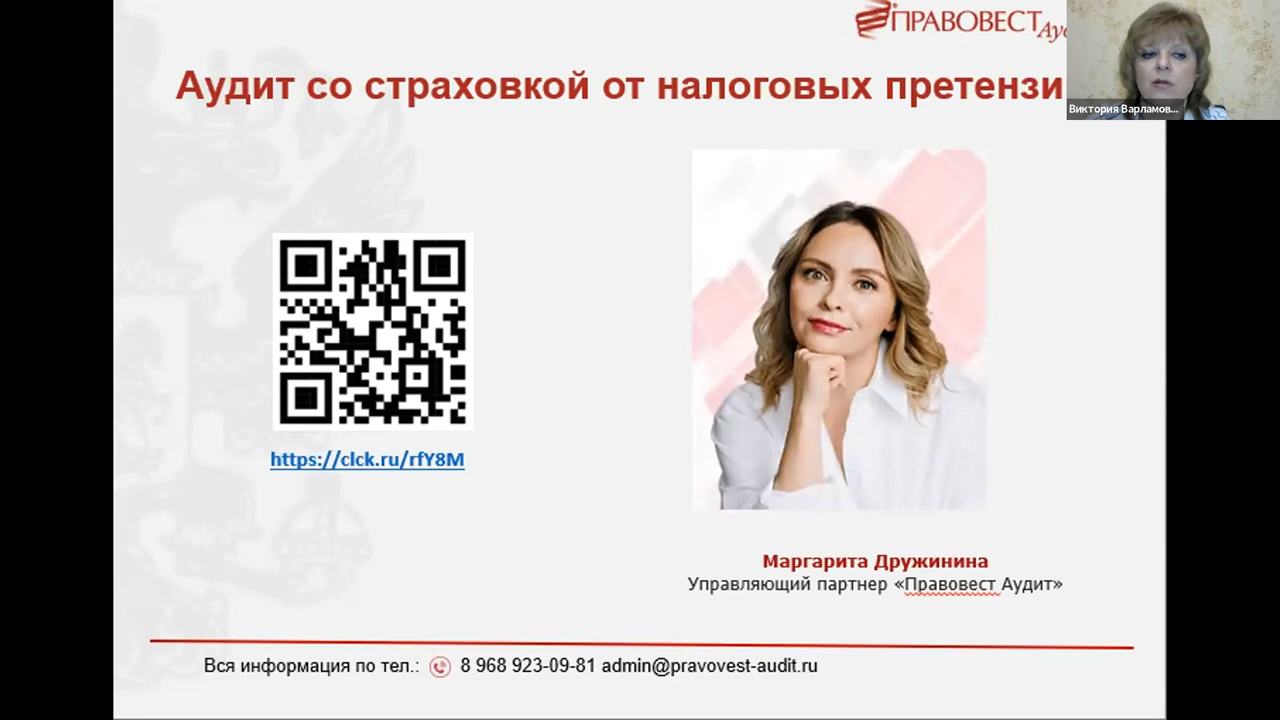 ПРАВОВЕСТ
Виктория Варламов...
Аудит со страховкой от налоговых претензи
https://clck.ru/rfY8M
Маргарита Дружинина
Управляющий партнер «Правовест Аудит»
Вся информация по тел.: 8 968 923-09-81 admin@pravovest-audit.ru